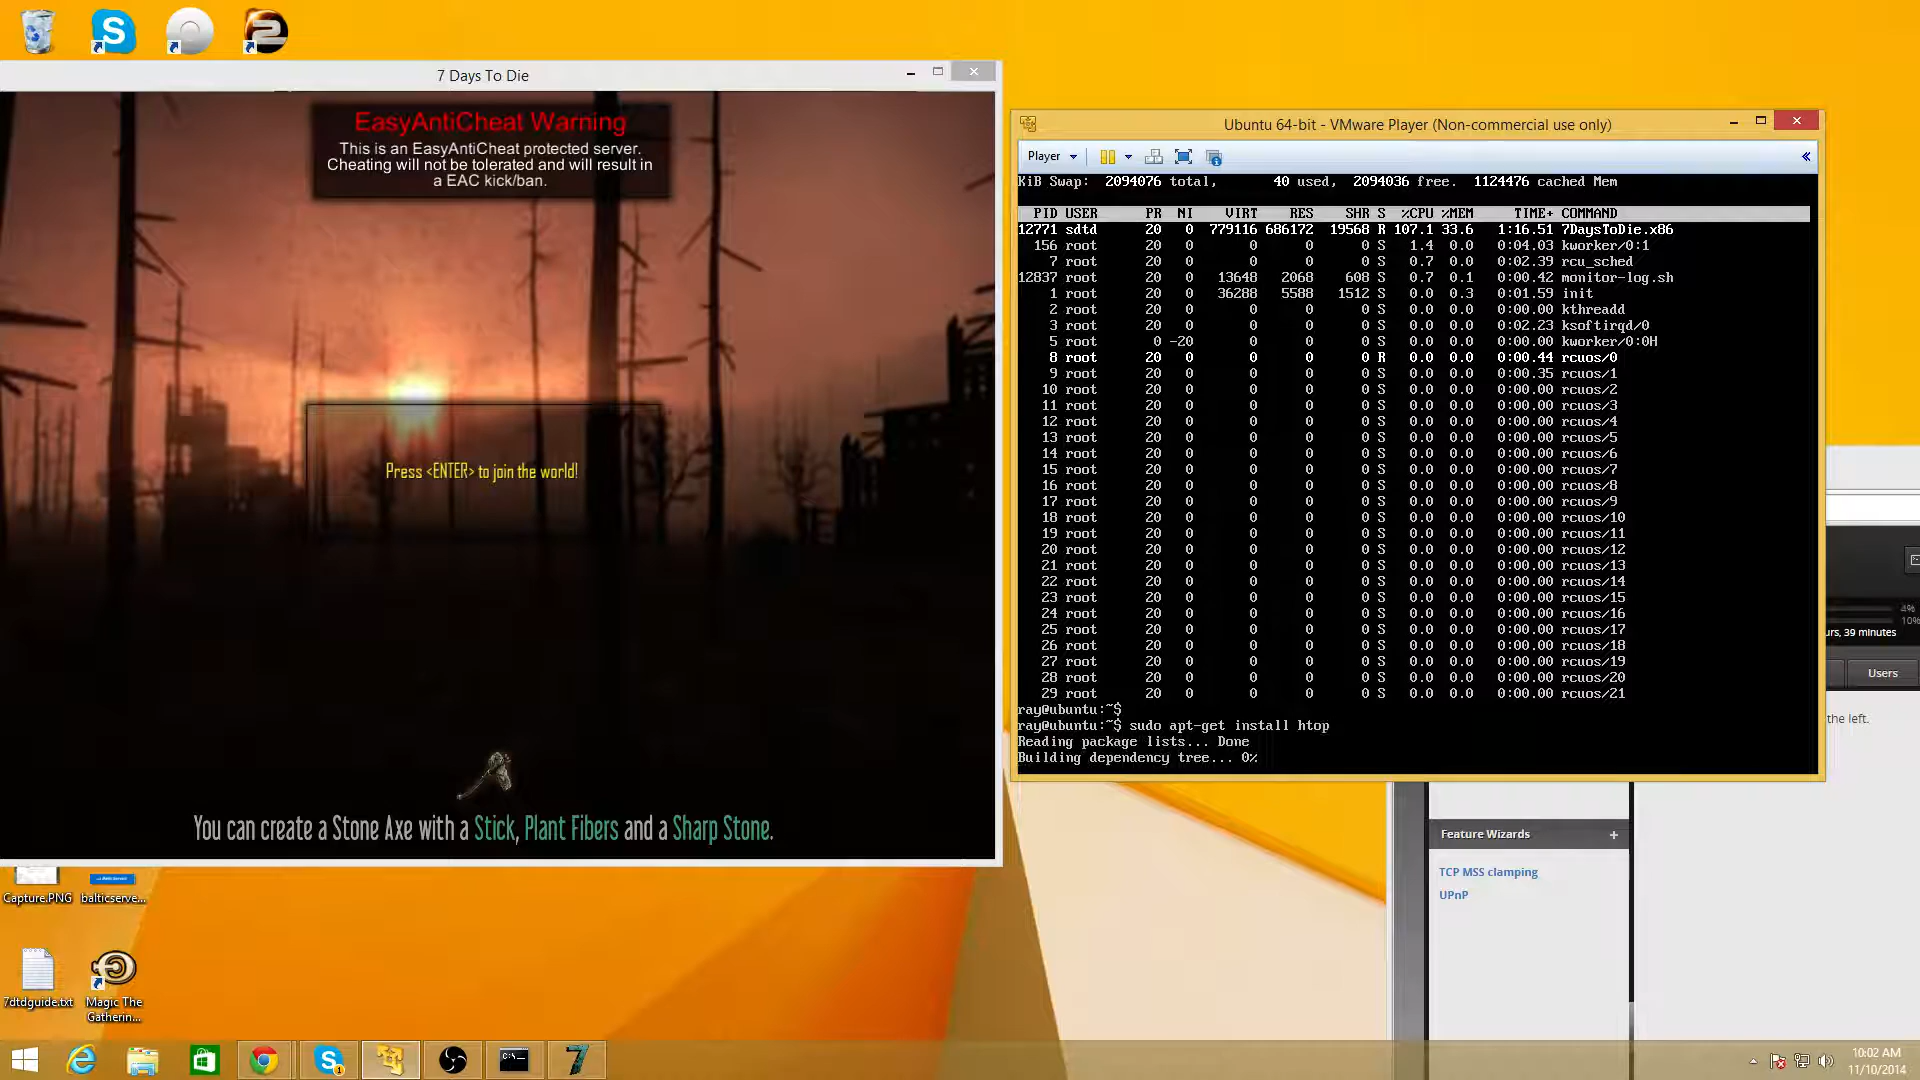 7 Days To Die
EasyAntiCheat Warning
This is an EasyAntiCheat protected server.
Cheating will not be tolerated and will result in
a EAC kick/ban.
Press <ENTER> to join the world!
You can create a Stone Axe with a Stick, Plant Fibers and a Sharp Stone.
Ubuntu 64-bit - VMware Player (Non-commercial use only)
Player
KiB Swap: 2094076 total, 40 used, 2094036 free. 1124476 cached Mem
PID USER PR NI VIRT RES SHR S %CPU %MEM TIME+ COMMAND
12771 sdtd 20 0 779116 686172 19568 R 107.1 33.6 1:16.51 7DaysToDie.x86
156 root 20 0 0 0 0 S 1.4 0.0 0:04.03 kworker/0:1
7 root 20 0 0 0 0 S 0.7 0.0 0:02.39 rcu_sched
12837 root 20 0 13648 2068 608 S 0.7 0.1 0:00.42 monitor-log.sh
1 root 20 0 36288 5588 1512 S 0.0 0.3 0:01.59 init
2 root 20 0 0 0 0 S 0.0 0.0 0:00.00 kthreadd
3 root 20 0 0 0 0 S 0.0 0.0 0:02.23 ksoftirqd/0
5 root 0 -20 0 0 0 S 0.0 0.0 0:00.00 kworker/0:0H
8 root 20 0 0 0 0 R 0.0 0.0 0:00.44 rcuos/0
9 root 20 0 0 0 0 S 0.0 0.0 0:00.35 rcuos/1
10 root 20 0 0 0 0 S 0.0 0.0 0:00.00 rcuos/2
11 root 20 0 0 0 0 S 0.0 0.0 0:00.00 rcuos/3
12 root 20 0 0 0 0 S 0.0 0.0 0:00.00 rcuos/4
13 root 20 0 0 0 0 S 0.0 0.0 0:00.00 rcuos/5
14 root 20 0 0 0 0 S 0.0 0.0 0:00.00 rcuos/6
15 root 20 0 0 0 0 S 0.0 0.0 0:00.00 rcuos/7
16 root 20 0 0 0 0 S 0.0 0.0 0:00.00 rcuos/8
17 root 20 0 0 0 0 S 0.0 0.0 0:00.00 rcuos/9
18 root 20 0 0 0 0 S 0.0 0.0 0:00.00 rcuos/10
19 root 20 0 0 0 0 S 0.0 0.0 0:00.00 rcuos/11
20 root 20 0 0 0 0 S 0.0 0.0 0:00.00 rcuos/12
21 root 20 0 0 0 0 S 0.0 0.0 0:00.00 rcuos/13
22 root 20 0 0 0 0 S 0.0 0.0 0:00.00 rcuos/14
23 root 20 0 0 0 0 S 0.0 0.0 0:00.00 rcuos/15
24 root 20 0 0 0 0 S 0.0 0.0 0:00.00 rcuos/16
25 root 20 0 0 0 0 S 0.0 0.0 0:00.00 rcuos/17
26 root 20 0 0 0 0 S 0.0 0.0 0:00.00 rcuos/18
27 root 20 0 0 0 0 S 0.0 0.0 0:00.00 rcuos/19
28 root 20 0 0 0 0 S 0.0 0.0 0:00.00 rcuos/20
29 root 20 0 0 0 0 S 0.0 0.0 0:00.00 rcuos/21
ray@ubuntu:~$
ray@ubuntu:~$ sudo apt-get install htop
Reading package lists... Done
Building dependency tree... 0%
4%
10%
urs, 39 minutes
Users
the left.
Feature Wizards +
TCP MSS clamping
UPnP
Capture.PNG
balticserve...
7dtdguide.txt
Magic The
Gatherin...
10:02 AM
11/10/2014